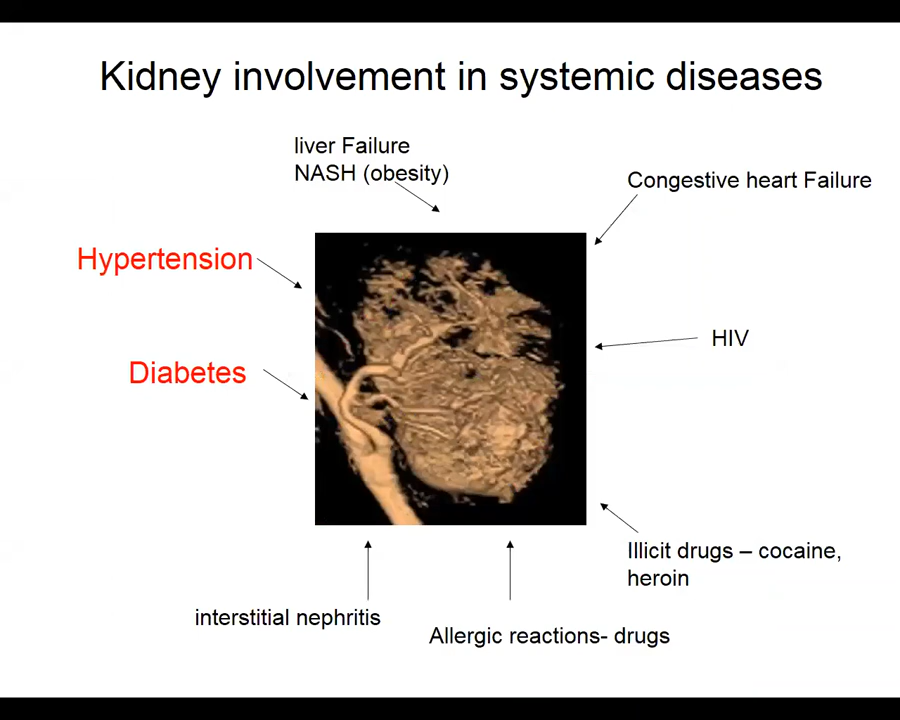 Kidney involvement in systemic diseases
liver Failure
NASH (obesity)
Congestive heart Failure
Hypertension
HIV
Diabetes
Illicit drugs – cocaine,
heroin
interstitial nephritis
Allergic reactions- drugs